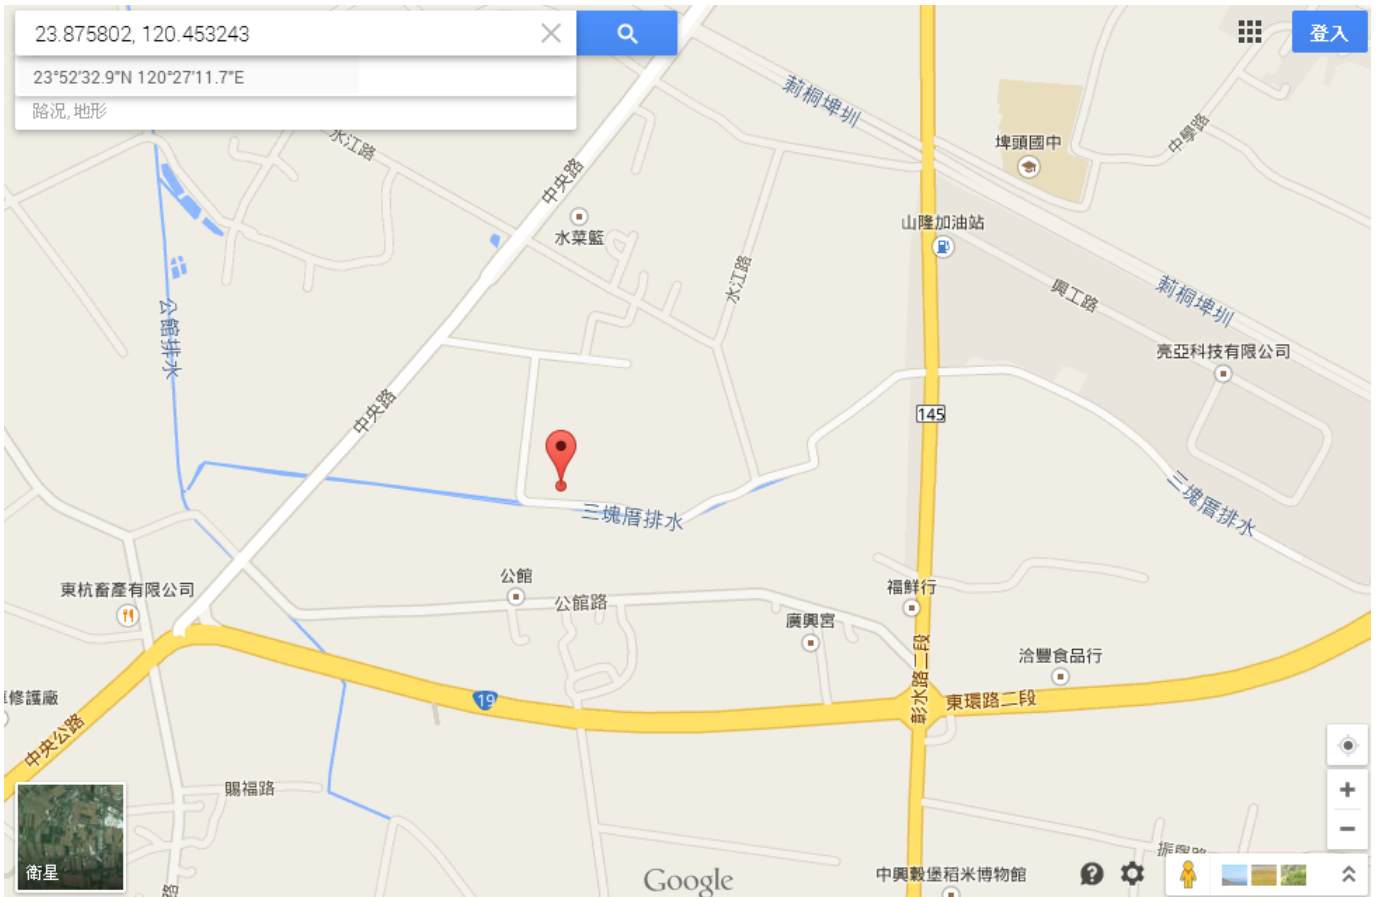 23.875802, 120.453243
登入
23°52'32.9"N 120°27'11.7"E
路況, 地形
莿桐埤圳
埤頭國中
中學路
水江路
中央路
水菜籃
山隆加油站
水江路
興工路
莿桐埤圳
公館排水
亮亞科技有限公司
中央路
145
三塊厝排水
三塊厝排水
東杭畜產有限公司
公館
公館路
福鮮行
廣興宮
彰水路二段
洽豐食品行
修護廠
19
東環路二段
中央公路
賜福路
衛星
路
Google
中興穀堡稻米博物館
振興路